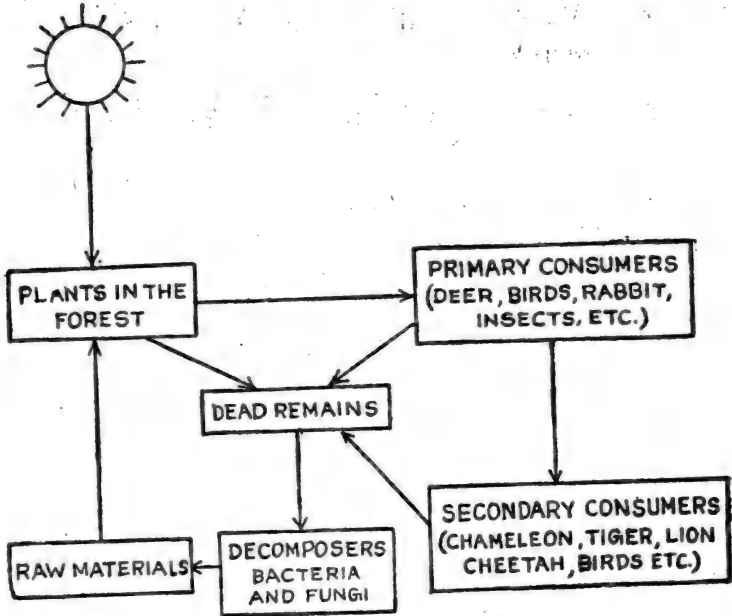 PLANTS IN THE
FOREST
PRIMARY CONSUMERS
(DEER, BIRDS, RABBIT,
INSECTS, ETC.)
DEAD REMAINS
SECONDARY CONSUMERS
(CHAMELEON, TIGER, LION
CHEETAH, BIRDS ETC.)
RAW MATERIALS
DECOMPOSERS
BACTERIA
AND FUNGI